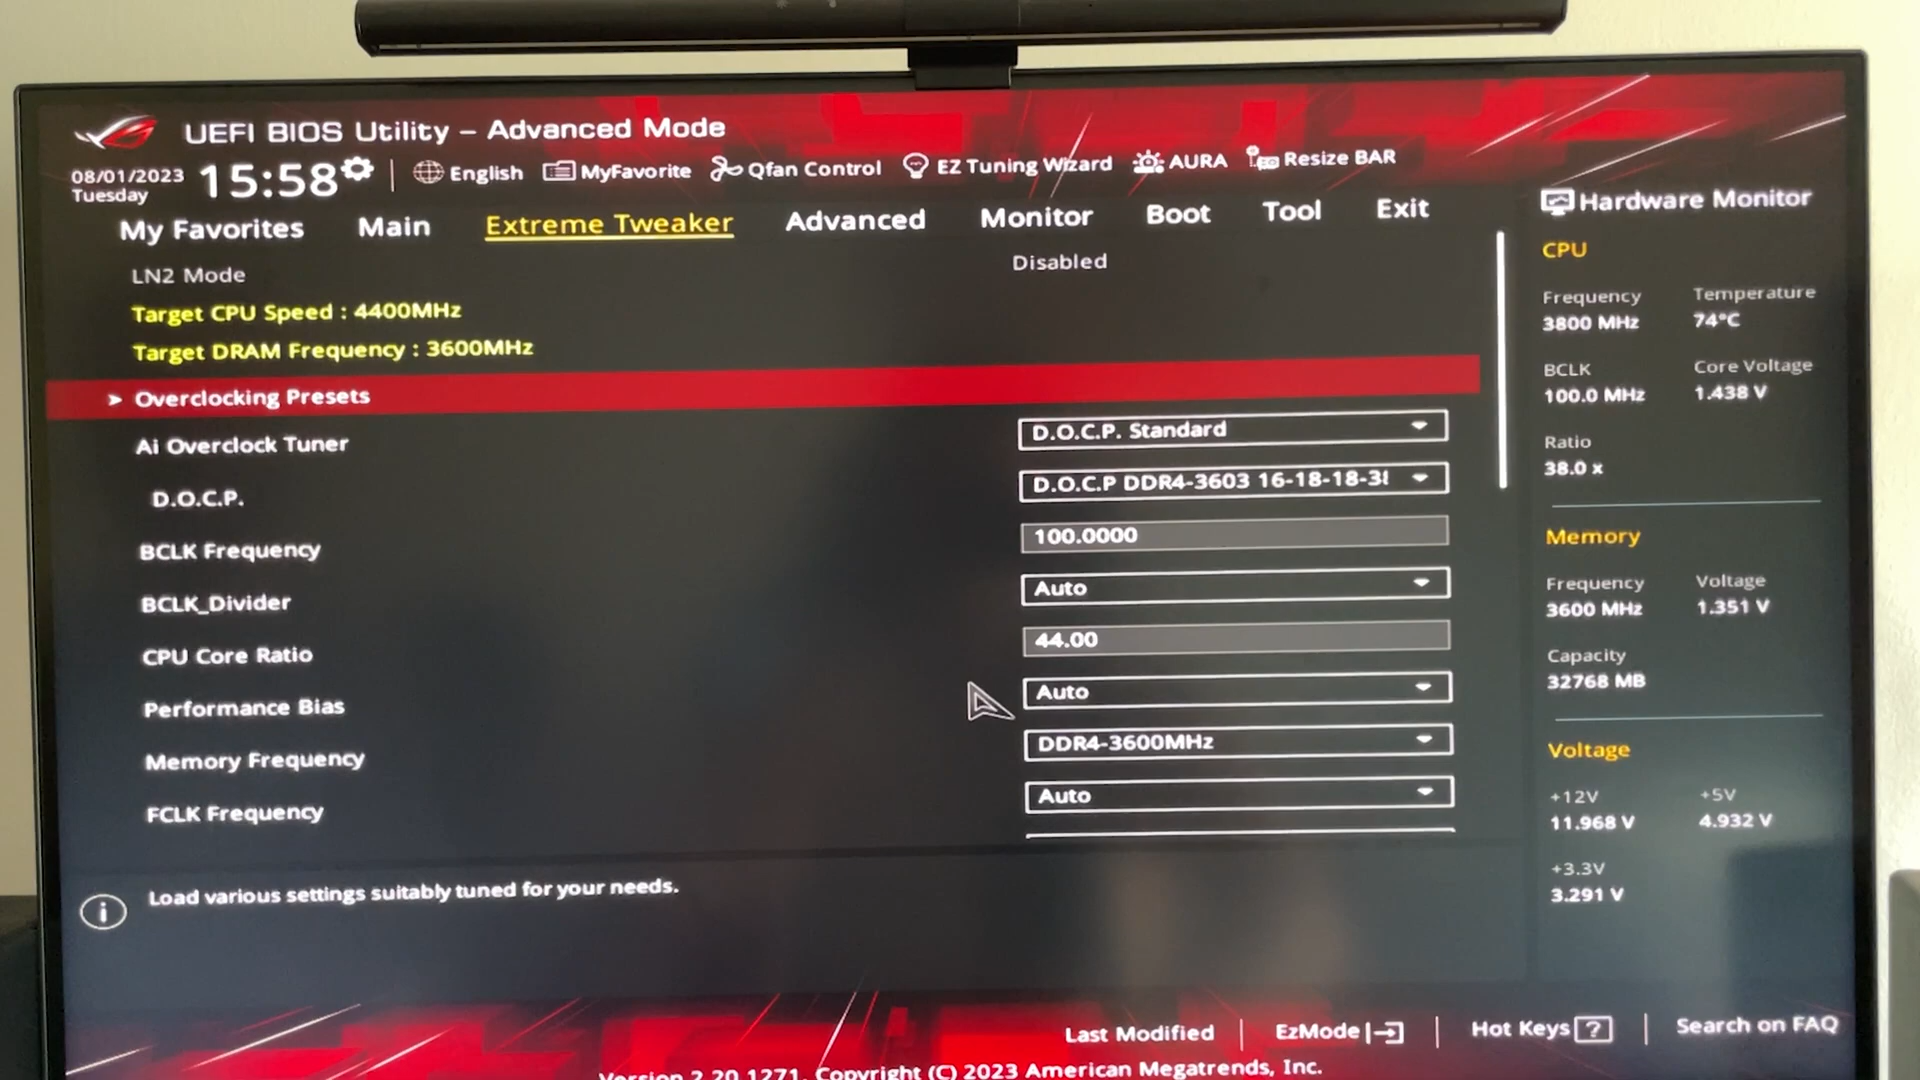 UEFI BIOS Utility – Advanced Mode
08/01/2023
Tuesday
15:58
English
MyFavorite
Qfan Control
EZ Tuning Wizard
AURA
Resize BAR
My Favorites
Main
Extreme Tweaker
Advanced
Monitor
Boot
Tool
Exit
LN2 Mode Disabled
Target CPU Speed : 4400MHz
Target DRAM Frequency : 3600MHz
Overclocking Presets
Ai Overclock Tuner D.O.C.P. Standard
D.O.C.P. D.O.C.P DDR4-3603 16-18-18-38
BCLK Frequency 100.0000
BCLK_Divider Auto
CPU Core Ratio 44.00
Performance Bias Auto
Memory Frequency DDR4-3600MHz
FCLK Frequency Auto
Load various settings suitably tuned for your needs.
Hardware Monitor
CPU
Frequency Temperature
3800 MHz 74°C
BCLK Core Voltage
100.0 MHz 1.438 V
Ratio
38.0 x
Memory
Frequency Voltage
3600 MHz 1.351 V
Capacity
32768 MB
Voltage
+12V +5V
11.968 V 4.932 V
+3.3V
3.291 V
Last Modified
EzMode
Hot Keys ?
Search on FAQ
Version 2.20.1271. Copyright (C) 2023 American Megatrends, Inc.